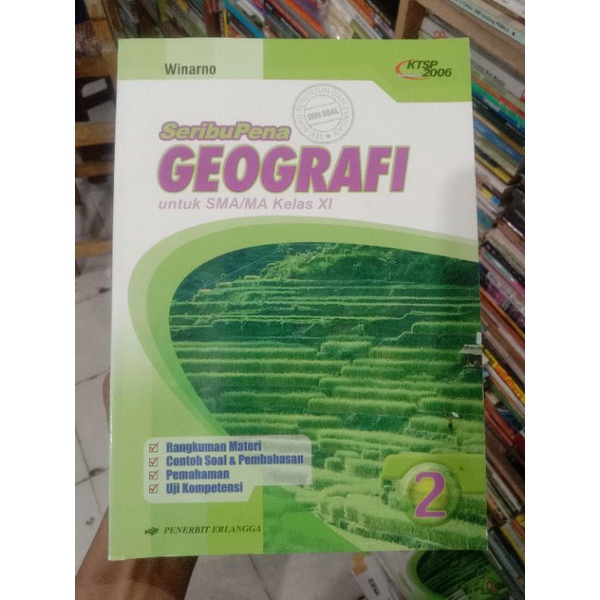 Winarno
KTSP
2006
SERI SOAL
SeribuPena
GEOGRAFI
untuk SMA/MA Kelas XI
Rangkuman Materi
Contoh Soal & Pembahasan
Pemahaman
Uji Kompetensi
2
PENERBIT ERLANGGA